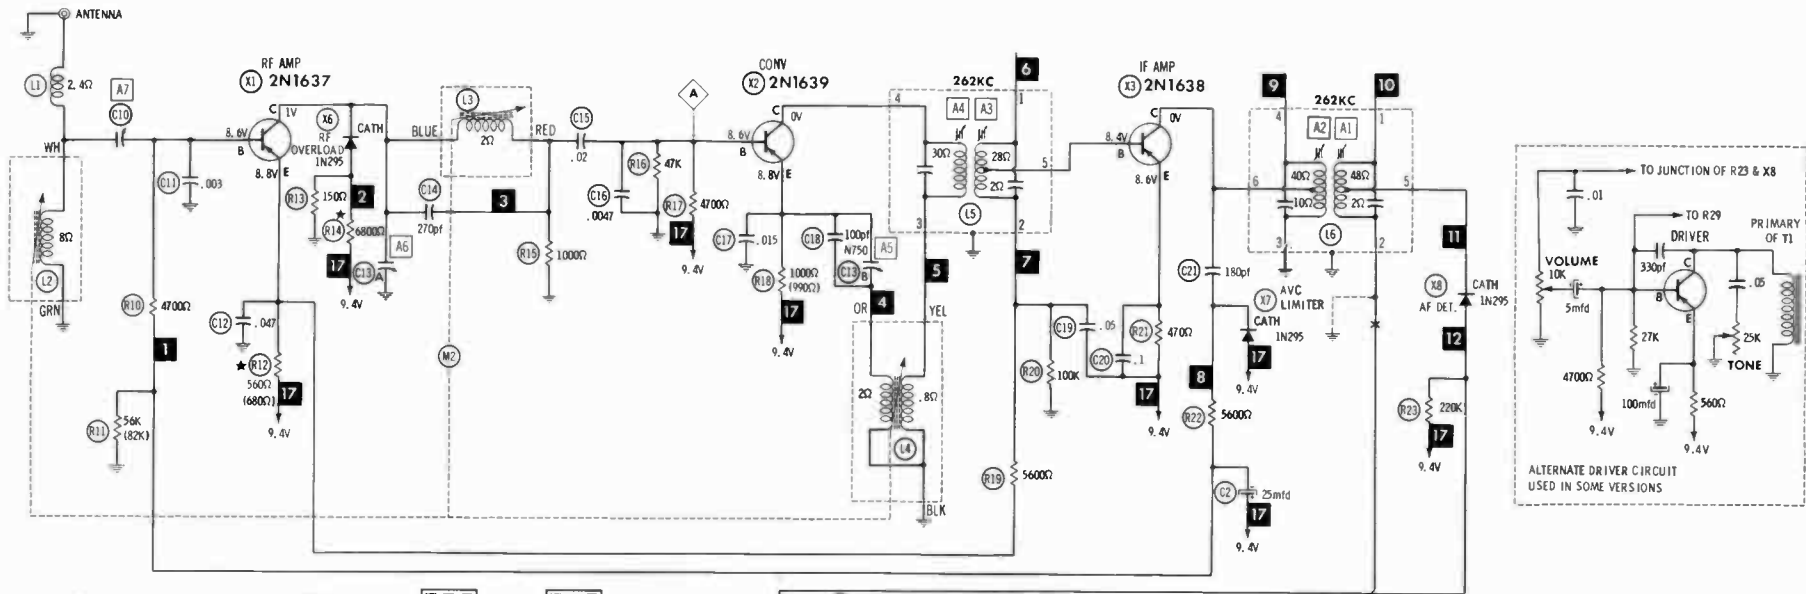 ANTENNA
L1
2.4Ω
A7
C10
WH
8Ω
L2
GRN
C11
.003
R10
4700Ω
1
R11
56K
(82K)
RF AMP
X1 2N1637
C
1V
8.6V
B
8.8V
E
C12
.047
R12
560Ω
(680Ω)
17
9.4V
X6
RF
OVERLOAD
CATH
1N295
R13
150Ω
2
R14
6800Ω
17
9.4V
A6
C13
A
BLUE
L3
2Ω
RED
C14
270pf
3
R15
1000Ω
M2
C15
.02
C16
.0047
R16
47K
A
R17
4700Ω
17
9.4V
CONV
X2 2N1639
C
0V
8.6V
B
8.8V
E
C17
.015
C18
100pf
N750
A5
C13
B
R18
1000Ω
(990Ω)
17
9.4V
4
OR
5
YEL
2Ω
.8Ω
L4
BLK
262KC
4
A4
A3
1
30Ω
28Ω
2Ω
5
3
L5
2
6
7
R19
5600Ω
R20
100K
C19
.05
C20
.1
R21
470Ω
17
9.4V
IF AMP
X3 2N1638
C
0V
8.4V
B
8.6V
E
C21
180pf
X7
AVC
LIMITER
CATH
1N295
17
9.4V
8
R22
5600Ω
C2
25mfd
17
9.4V
9
10
262KC
4
A2
A1
1
40Ω
48Ω
6
5
10Ω
2Ω
3
L6
2
11
X8
AF DET.
CATH
1N295
12
R23
220K
17
9.4V
TO JUNCTION OF R23 & X8
.01
TO R29
DRIVER
PRIMARY
OF T1
VOLUME
10K
5mfd
330pf
C
B
E
.05
27K
25K
TONE
4700Ω
100mfd
560Ω
9.4V
9.4V
ALTERNATE DRIVER CIRCUIT
USED IN SOME VERSIONS